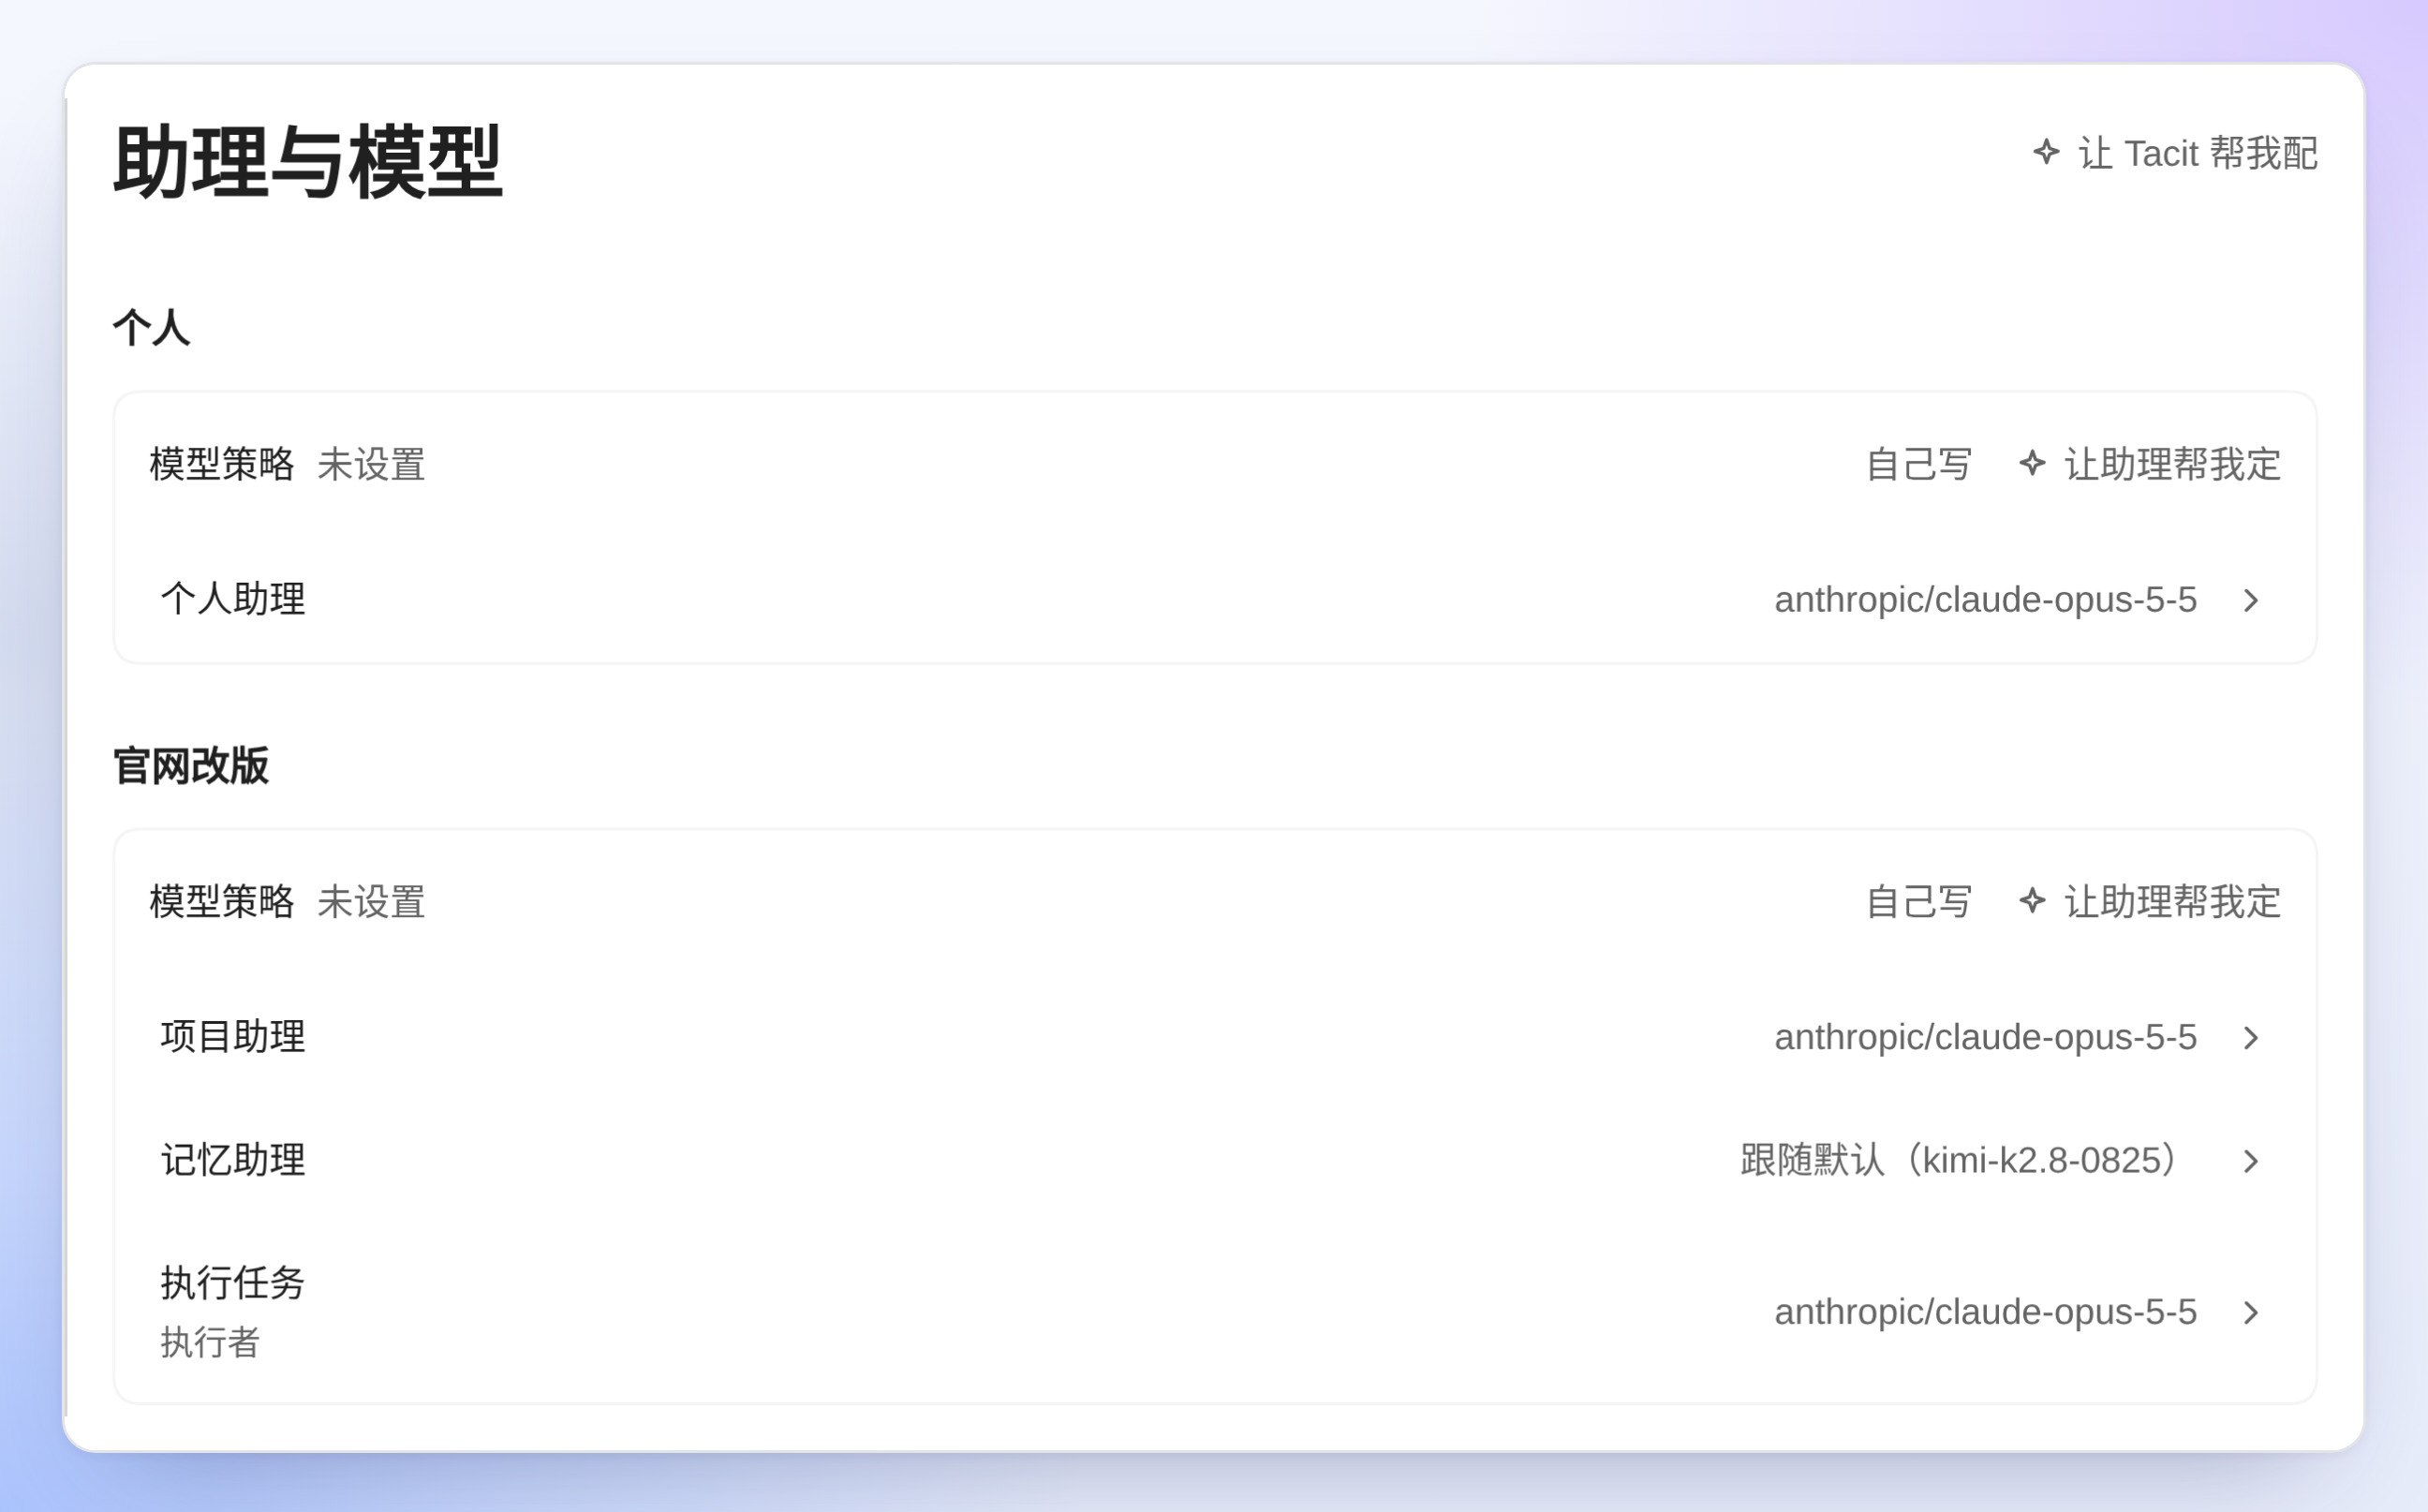 助理与模型
让 Tacit 帮我配
个人
模型策略 未设置 自己写 让助理帮我定
个人助理 anthropic/claude-opus-5-5
官网改版
模型策略 未设置 自己写 让助理帮我定
项目助理 anthropic/claude-opus-5-5
记忆助理 跟随默认（kimi-k2.8-0825）
执行任务
执行者
anthropic/claude-opus-5-5